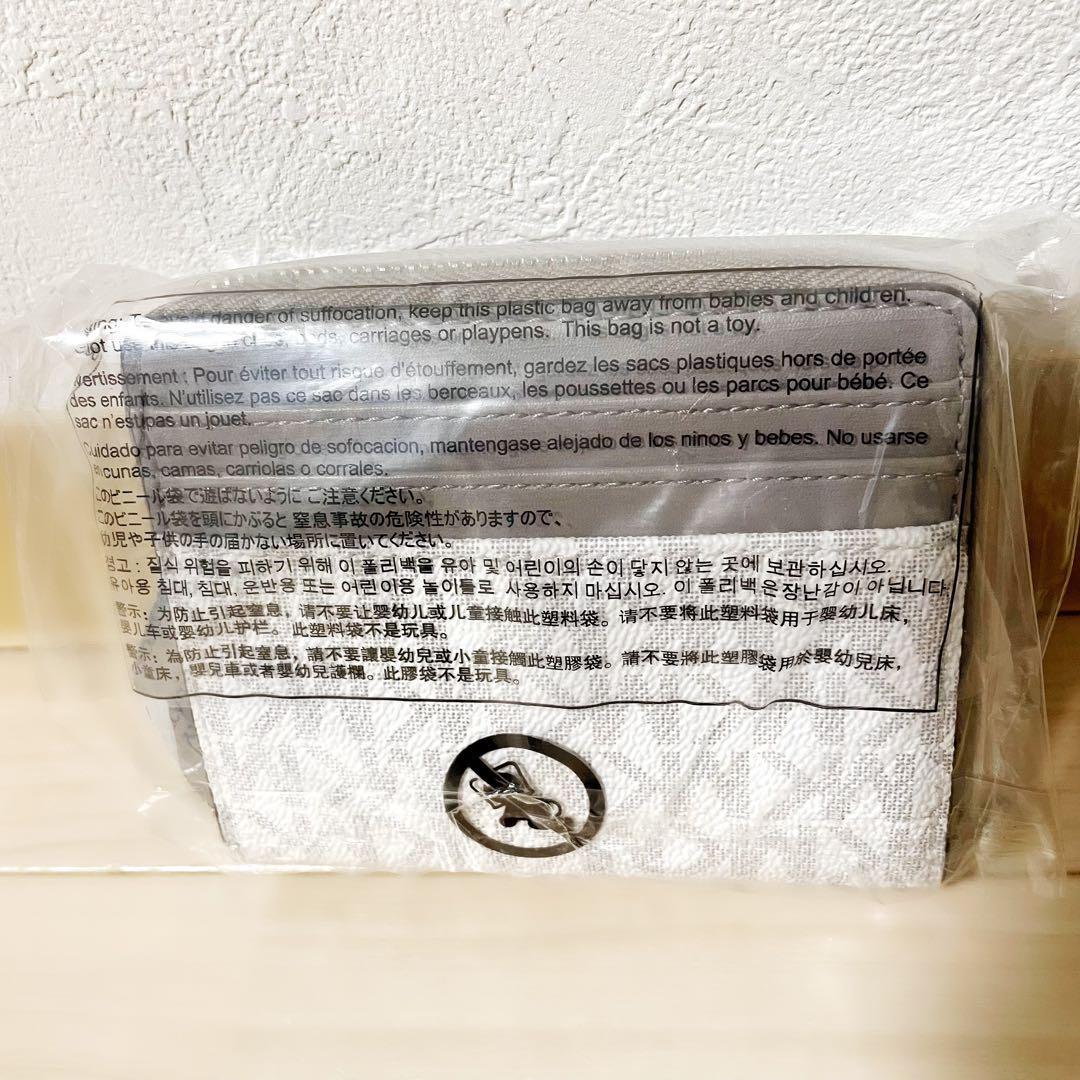 danger of suffocation, keep this plastic bag away from babies and children.
carriages or playpens. This bag is not a toy.
vertissement : Pour éviter tout risque d'étouffement, gardez les sacs plastiques hors de portée
des enfants. N'utilisez pas ce sac dans les berceaux, les poussettes ou les parcs pour bébé. Ce
sac n'est pas un jouet.
Cuidado para evitar peligro de sofocacion, mantengase alejado de los ninos y bebes. No usarse
cunas, camas, carriolas o corrales.
このビニール袋で遊ばないように ご注意ください。
このビニール袋を頭にかぶると 窒息事故の危険性がありますので、
幼児や子供の手の届かない場所に置いてください。
경고 : 질식 위험을 피하기 위해 이 폴리백을 유아 및 어린이의 손이 닿지 않는 곳에 보관하십시오.
유아용 침대, 침대, 운반용 또는 어린이용 놀이틀로 사용하지 마십시오. 이 폴리백은 장난감이 아닙니다.
警示：为防止引起窒息，请不要让婴幼儿或儿童接触此塑料袋。请不要将此塑料袋用于婴幼儿床，
婴儿车或婴幼儿护栏。此塑料袋不是玩具。
警示：為防止引起窒息，請不要讓嬰幼兒或小童接觸此塑膠袋。請不要將此塑膠袋用於嬰幼兒床，
小童床，嬰兒車或者嬰幼兒護欄。此膠袋不是玩具。